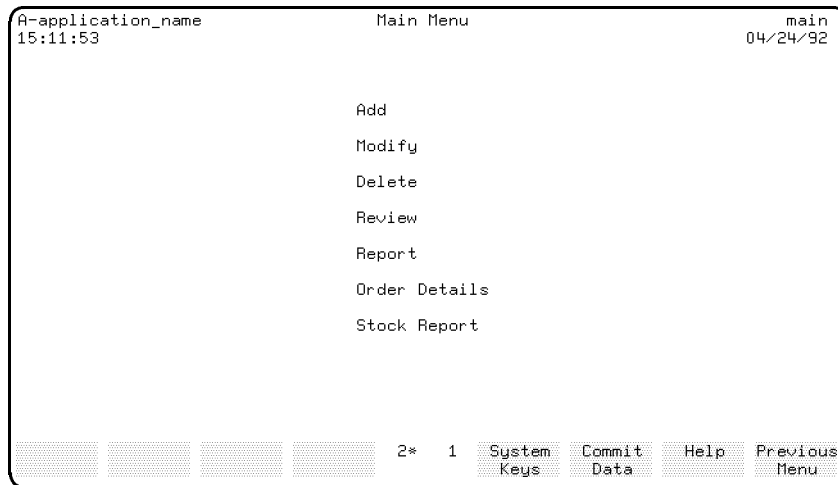 A-application_name Main Menu main
15:11:53 04/24/92
Add
Modify
Delete
Review
Report
Order Details
Stock Report
2* 1 System Commit Help Previous
Keys Data Menu